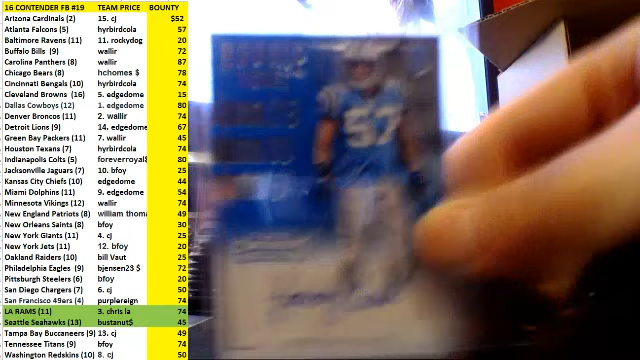 16 CONTENDER FB #19 TEAM PRICE BOUNTY
Arizona Cardinals (2) 15. cj $52
Atlanta Falcons (5) hyrbirdcola 57
Baltimore Ravens (11) 11. rockydog 20
Buffalo Bills (9) wallir 72
Carolina Panthers (8) wallir 87
Chicago Bears (8) hchomes $ 78
Cincinnati Bengals (10) hyrbirdcola 74
Cleveland Browns (16) 5. edgedome 25
Dallas Cowboys (12) 1. edgedome 80
Denver Broncos (11) 2. wallir 74
Detroit Lions (9) 14. edgedome 67
Green Bay Packers (11) 7. wallir 45
Houston Texans (7) hyrbirdcola 74
Indianapolis Colts (5) foreverroyal$ 80
Jacksonville Jaguars (7) 10. bfoy 25
Kansas City Chiefs (10) edgedome 44
Miami Dolphins (11) 9. edgedome 54
Minnesota Vikings (12) wallir 74
New England Patriots (8) william thoma 49
New Orleans Saints (8) bfoy 30
New York Giants (11) 4. cj 25
New York Jets (11) 12. bfoy 20
Oakland Raiders (10) bill Vaut 25
Philadelphia Eagles (9) bjensen23 $ 72
Pittsburgh Steelers (6) bfoy 20
San Diego Chargers (7) 6. cj 50
San Francisco 49ers (4) purplereign 74
LA RAMS (11) 3. chris la 74
Seattle Seahawks (13) bustanut$ 45
Tampa Bay Buccaneers (9) 13. cj 49
Tennessee Titans (9) bfoy 74
Washington Redskins (10) 8. cj 50
57